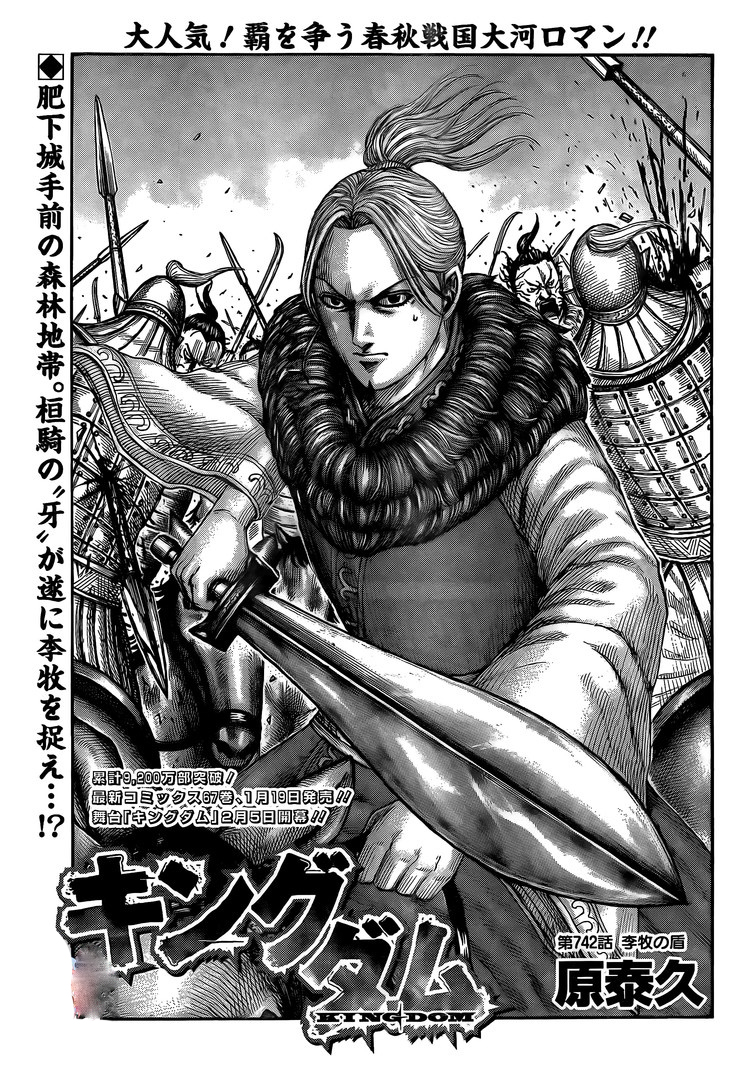 大人気！覇を争う春秋戦国大河ロマン!!
◆肥下城手前の森林地帯。桓騎の〝牙〟が遂に李牧を捉え…!?
累計9,200万部突破！
最新コミックス67巻、1月19日発売!!
舞台「キングダム」2月5日開幕!!
キングダム
KINGDOM
第742話 李牧の盾
原泰久